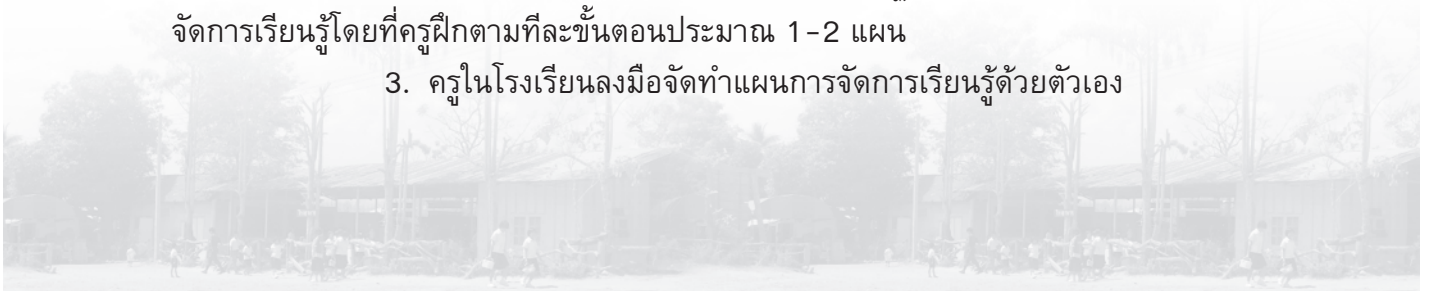 จัดการเรียนรู้โดยที่ครูฝึกตามทีละขั้นตอนประมาณ 1-2 แผน
3. ครูในโรงเรียนลงมือจัดทำแผนการจัดการเรียนรู้ด้วยตัวเอง